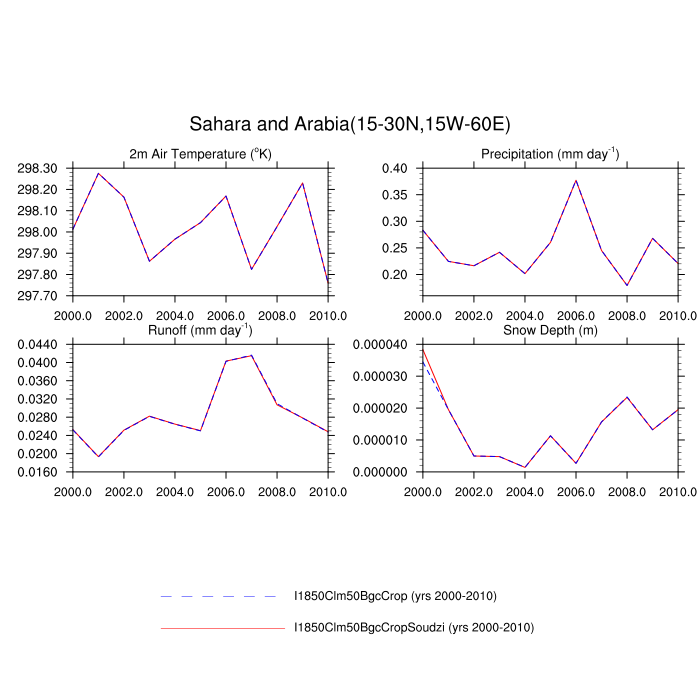 Sahara and Arabia(15-30N,15W-60E)
2m Air Temperature (°K)
298.30
298.20
298.10
298.00
297.90
297.80
297.70
2000.0 2002.0 2004.0 2006.0 2008.0 2010.0
Precipitation (mm day-1)
0.40
0.35
0.30
0.25
0.20
2000.0 2002.0 2004.0 2006.0 2008.0 2010.0
Runoff (mm day-1)
0.0440
0.0400
0.0360
0.0320
0.0280
0.0240
0.0200
0.0160
2000.0 2002.0 2004.0 2006.0 2008.0 2010.0
Snow Depth (m)
0.000040
0.000030
0.000020
0.000010
0.000000
2000.0 2002.0 2004.0 2006.0 2008.0 2010.0
I1850Clm50BgcCrop (yrs 2000-2010)
I1850Clm50BgcCropSoudzi (yrs 2000-2010)